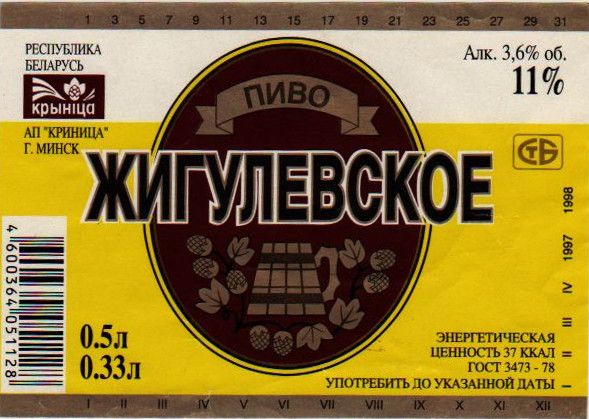 1 3 5 7 9 11 13 15 17 19 21 23 25 27 29 31
РЕСПУБЛИКА
БЕЛАРУСЬ
крынiца
АП "КРИНИЦА"
Г. МИНСК
ПИВО
Алк. 3,6% об.
11%
СТБ
ЖИГУЛЕВСКОЕ
4 600364 051128
0.5л
0.33л
ЭНЕРГЕТИЧЕСКАЯ
ЦЕННОСТЬ 37 ККАЛ
ГОСТ 3473 - 78
УПОТРЕБИТЬ ДО УКАЗАННОЙ ДАТЫ
I II III IV 1997 1998
I II III IV V VI VII VIII IX X XI XII